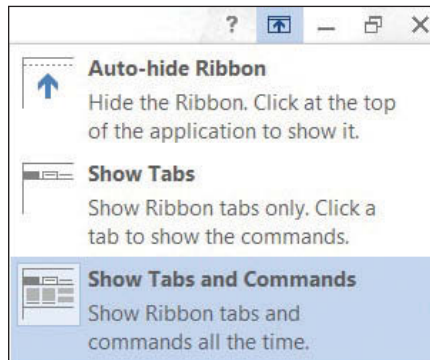 ?
Auto-hide Ribbon
Hide the Ribbon. Click at the top
of the application to show it.
Show Tabs
Show Ribbon tabs only. Click a
tab to show the commands.
Show Tabs and Commands
Show Ribbon tabs and
commands all the time.